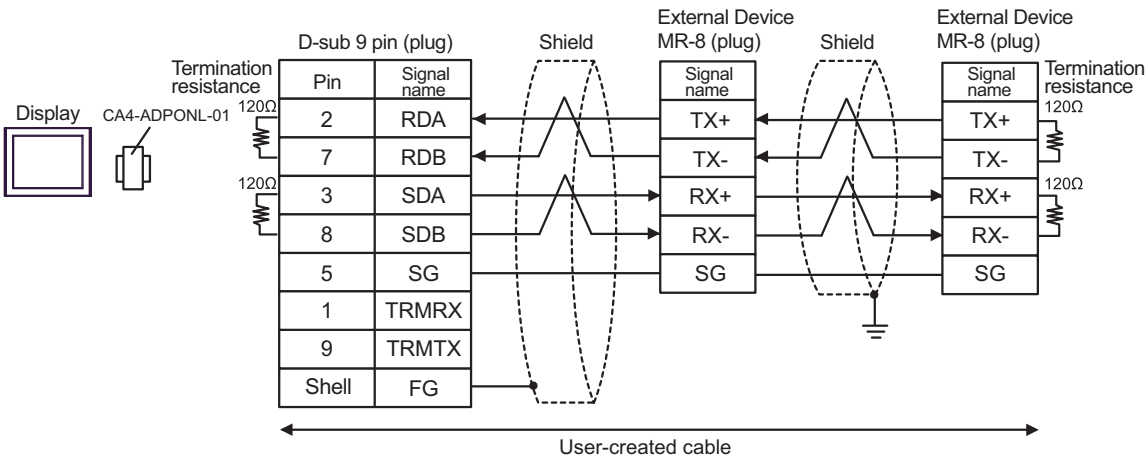 External Device
MR-8 (plug)
External Device
MR-8 (plug)
D-sub 9 pin (plug)
Shield
Shield
Termination
resistance
Termination
resistance
Display
CA4-ADPONL-01
120Ω
120Ω
120Ω
120Ω
Pin
Signal
name
2
RDA
7
RDB
3
SDA
8
SDB
5
SG
1
TRMRX
9
TRMTX
Shell
FG
Signal
name
TX+
TX-
RX+
RX-
SG
Signal
name
TX+
TX-
RX+
RX-
SG
User-created cable